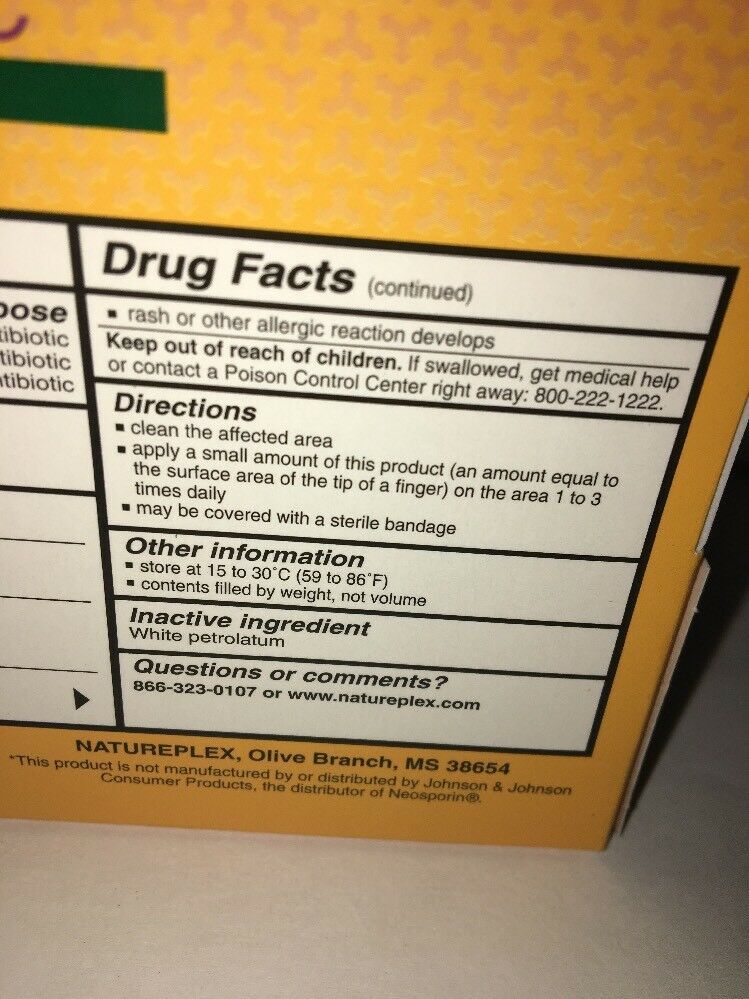 Drug Facts (continued)
▪ rash or other allergic reaction develops
Keep out of reach of children. If swallowed, get medical help
or contact a Poison Control Center right away: 800-222-1222.
Directions
▪ clean the affected area
▪ apply a small amount of this product (an amount equal to
the surface area of the tip of a finger) on the area 1 to 3
times daily
▪ may be covered with a sterile bandage
Other information
▪ store at 15 to 30°C (59 to 86°F)
▪ contents filled by weight, not volume
Inactive ingredient
White petrolatum
Questions or comments?
866-323-0107 or www.natureplex.com
pose
tibiotic
tibiotic
tibiotic
NATUREPLEX, Olive Branch, MS 38654
*This product is not manufactured by or distributed by Johnson & Johnson
Consumer Products, the distributor of Neosporin®.